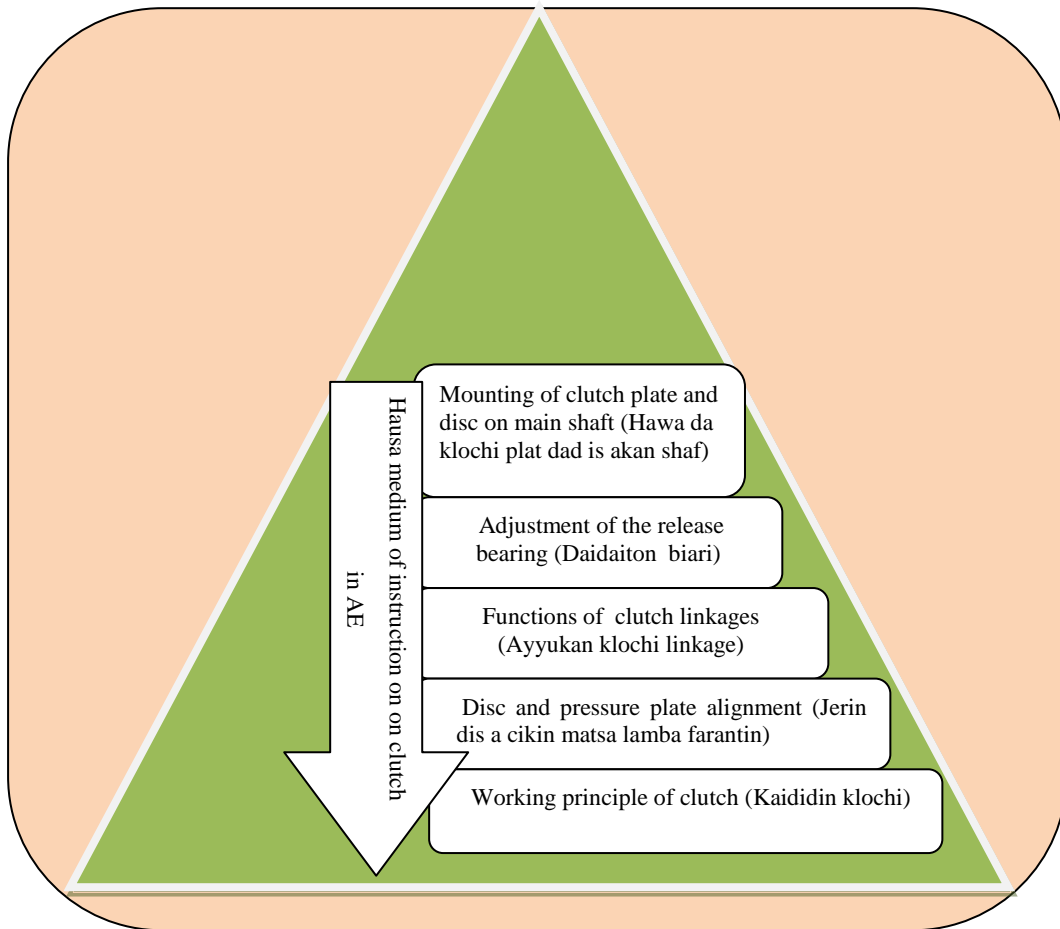 Mounting of clutch plate and
disc on main shaft (Hawa da
klochi plat dad is akan shaf)
Hausa medium of instruction on on clutch
in AE
Adjustment of the release
bearing (Daidaiton biari)
Functions of clutch linkages
(Ayyukan klochi linkage)
Disc and pressure plate alignment (Jerin
dis a cikin matsa lamba farantin)
Working principle of clutch (Kaididin klochi)